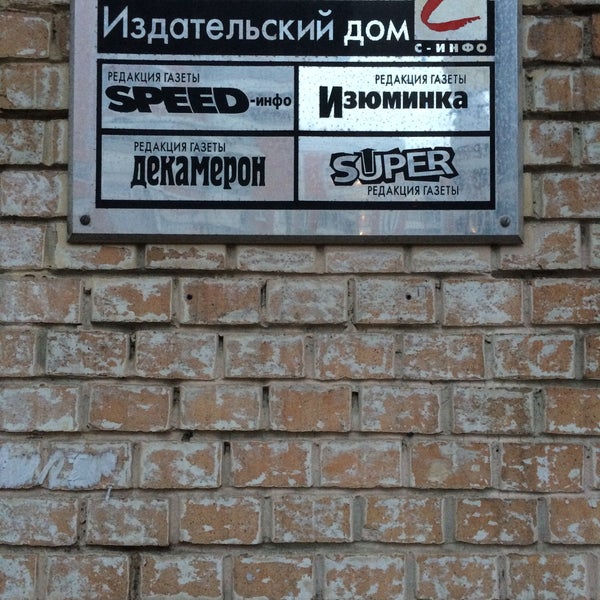 Издательский дом
С-ИНФО
РЕДАКЦИЯ ГАЗЕТЫ
SPEED-инфо
РЕДАКЦИЯ ГАЗЕТЫ
Изюминка
РЕДАКЦИЯ ГАЗЕТЫ
декамерон
SUPER
РЕДАКЦИЯ ГАЗЕТЫ